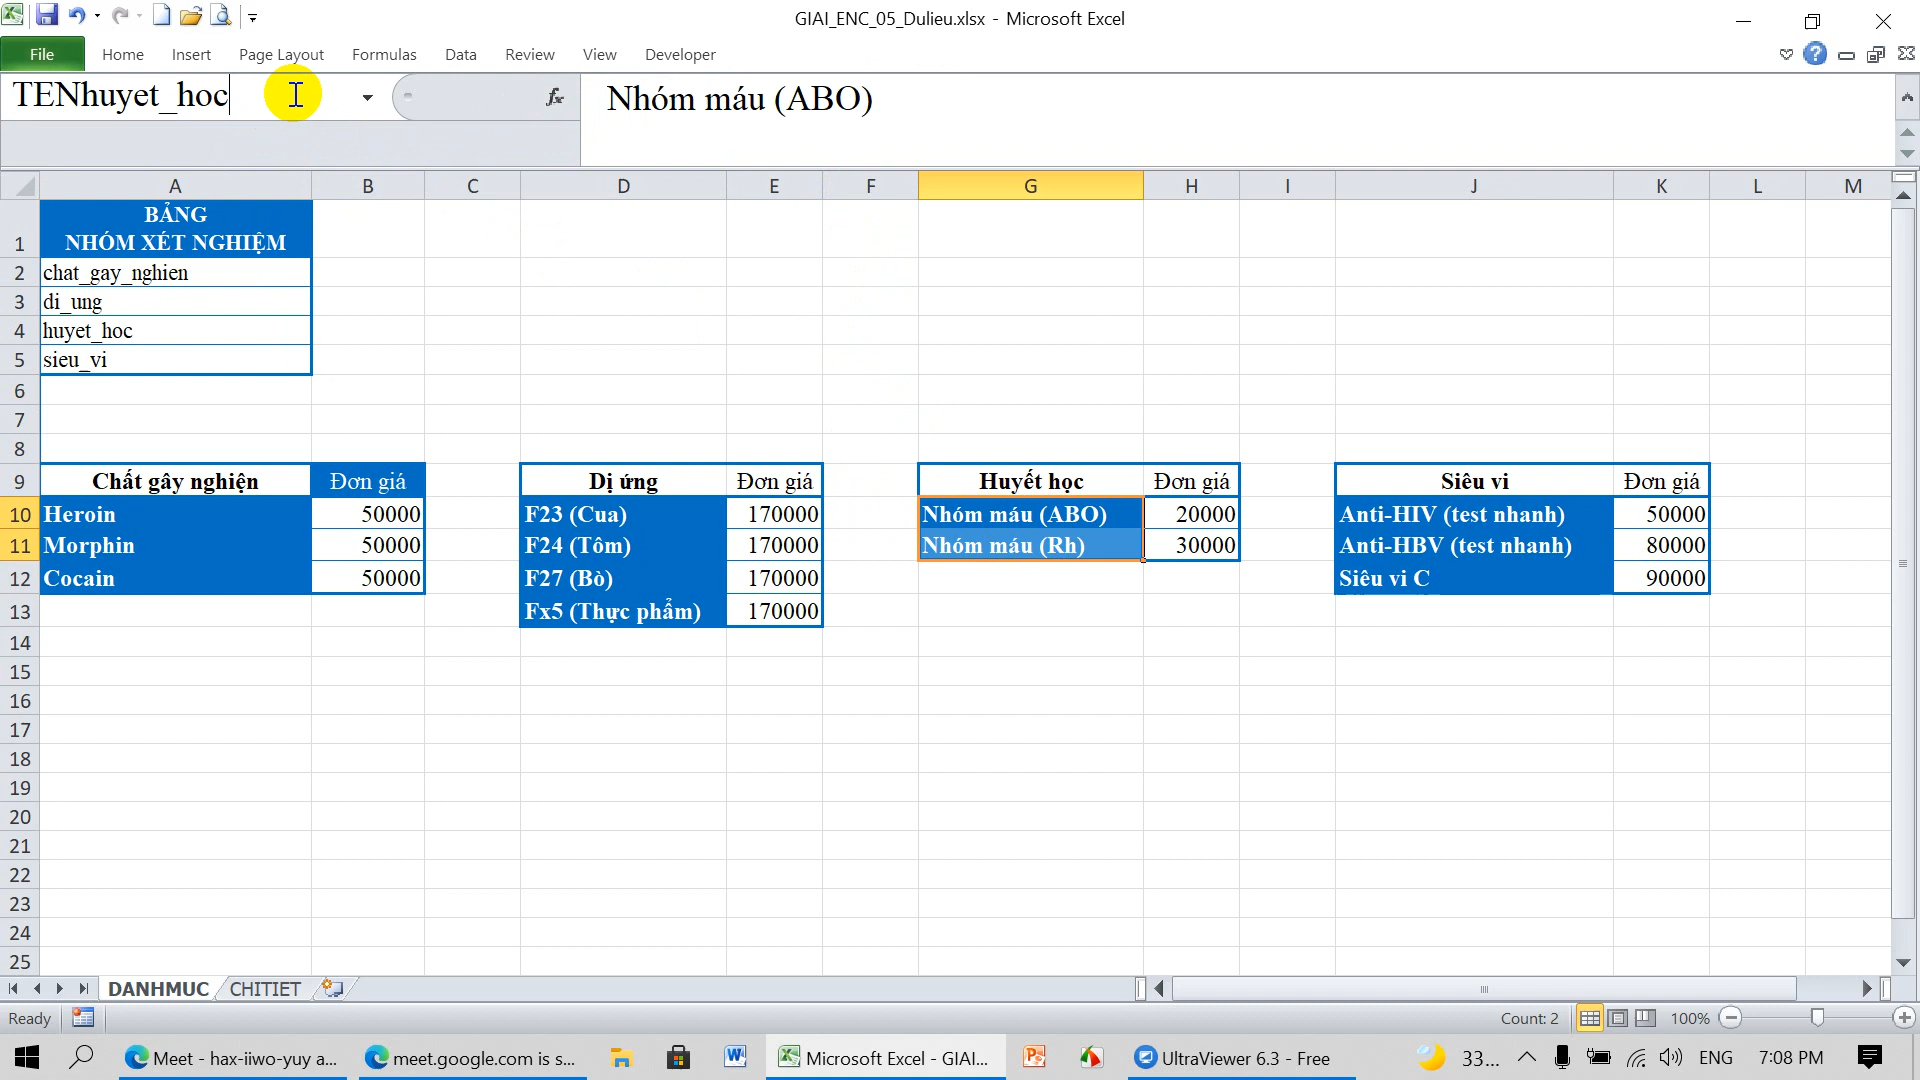 GIAI_ENC_05_Dulieu.xlsx - Microsoft Excel
File Home Insert Page Layout Formulas Data Review View Developer
TENhuyet_hoc fx Nhóm máu (ABO)
A B C D E F G H I J K L M
BẢNG
1 NHÓM XÉT NGHIỆM
2 chat_gay_nghien
3 di_ung
4 huyet_hoc
5 sieu_vi
6
7
8
9 Chất gây nghiện Đơn giá Dị ứng Đơn giá Huyết học Đơn giá Siêu vi Đơn giá
10 Heroin 50000 F23 (Cua) 170000 Nhóm máu (ABO) 20000 Anti-HIV (test nhanh) 50000
11 Morphin 50000 F24 (Tôm) 170000 Nhóm máu (Rh) 30000 Anti-HBV (test nhanh) 80000
12 Cocain 50000 F27 (Bò) 170000 Siêu vi C 90000
13 Fx5 (Thực phẩm) 170000
14
15
16
17
18
19
20
21
22
23
24
25
DANHMUC CHITIET
Ready Count: 2 100%
Meet - hax-iiwo-yuy a... meet.google.com is s... Microsoft Excel - GIAI... UltraViewer 6.3 - Free 33... ENG 7:08 PM